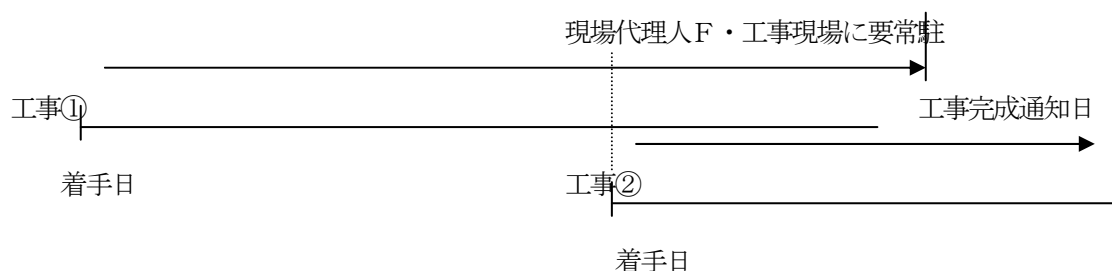 現場代理人Ｆ・工事現場に要常駐
工事①
工事完成通知日
着手日
工事②
着手日